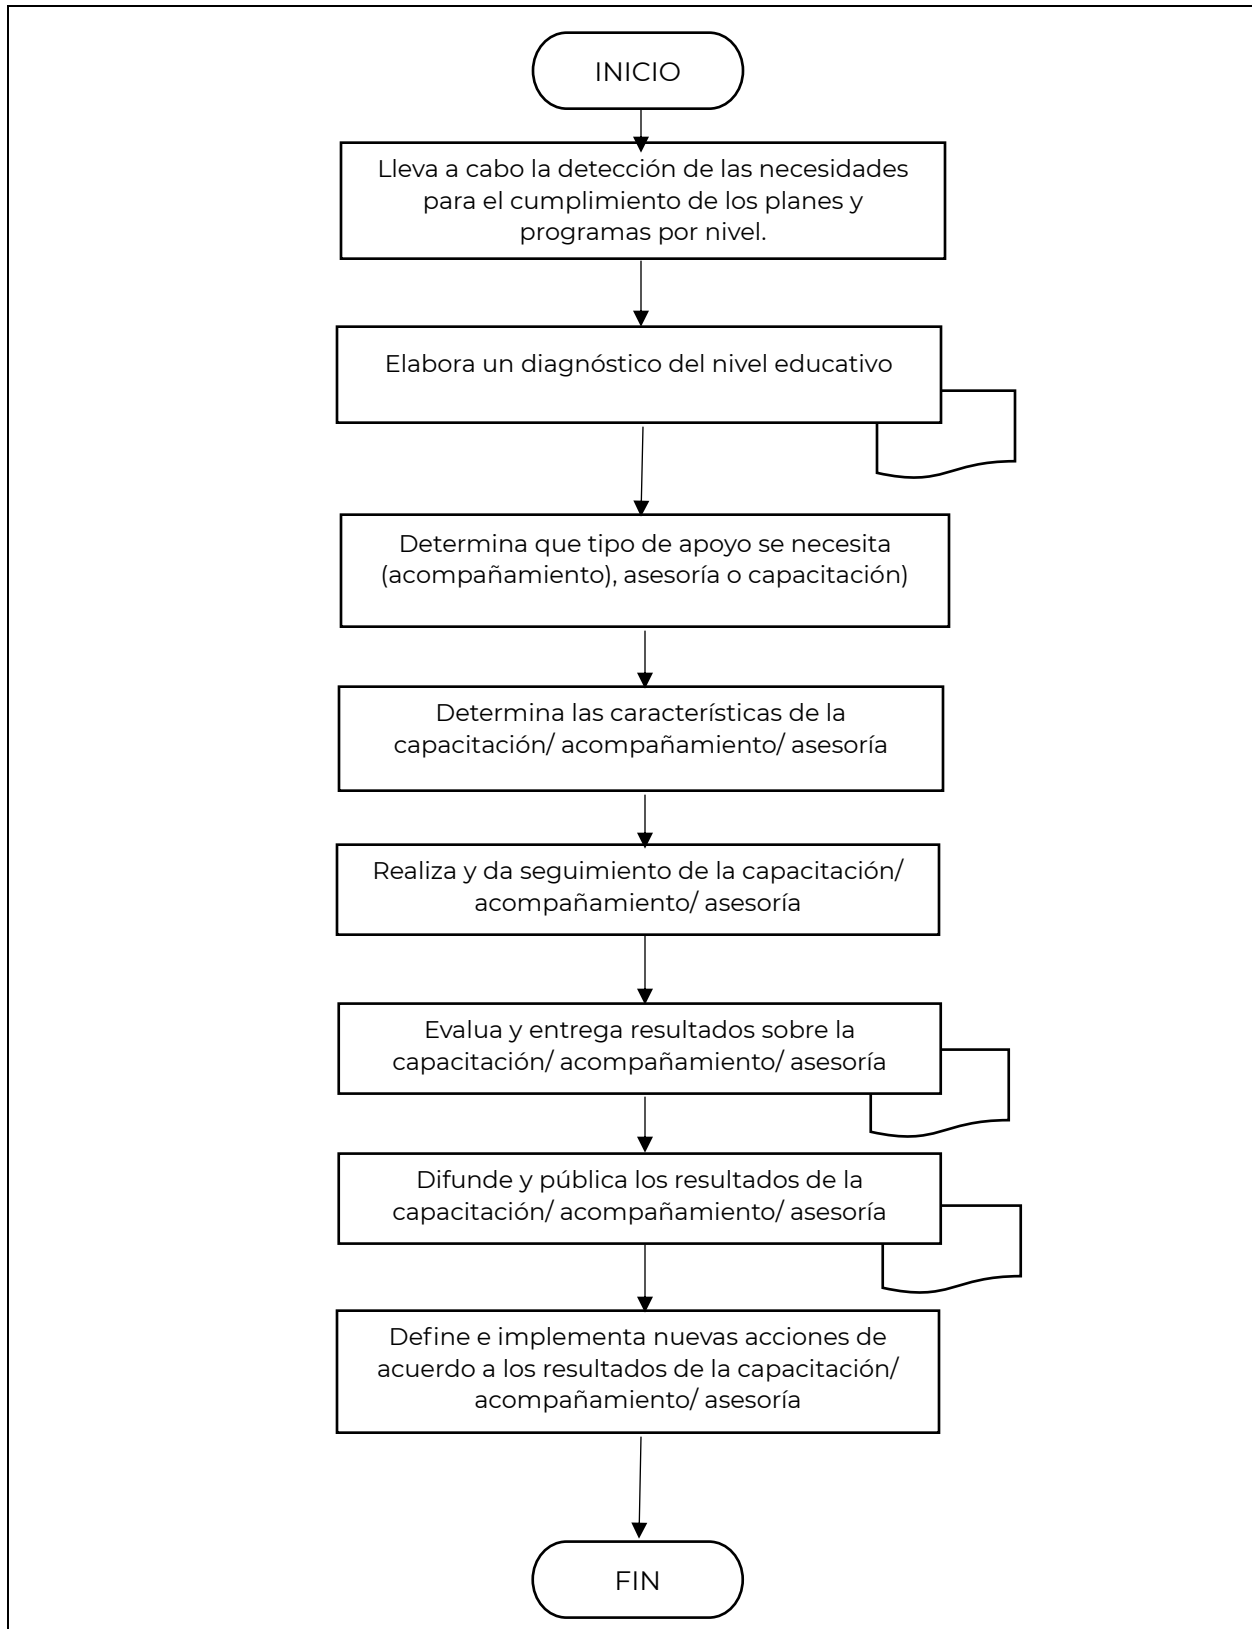 INICIO
Lleva a cabo la detección de las necesidades
para el cumplimiento de los planes y
programas por nivel.
Elabora un diagnóstico del nivel educativo
Determina que tipo de apoyo se necesita
(acompañamiento), asesoría o capacitación)
Determina las características de la
capacitación/ acompañamiento/ asesoría
Realiza y da seguimiento de la capacitación/
acompañamiento/ asesoría
Evalua y entrega resultados sobre la
capacitación/ acompañamiento/ asesoría
Difunde y pública los resultados de la
capacitación/ acompañamiento/ asesoría
Define e implementa nuevas acciones de
acuerdo a los resultados de la capacitación/
acompañamiento/ asesoría
FIN